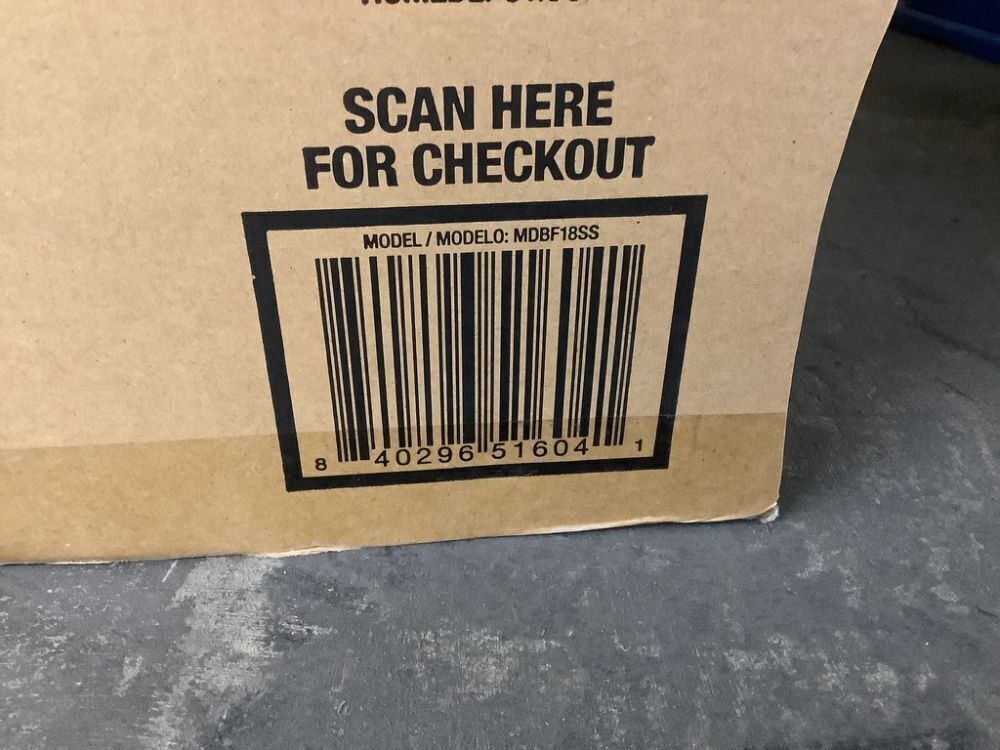 SCAN HERE
FOR CHECKOUT
MODEL / MODELO: MDBF18SS
8 40296 51604 1